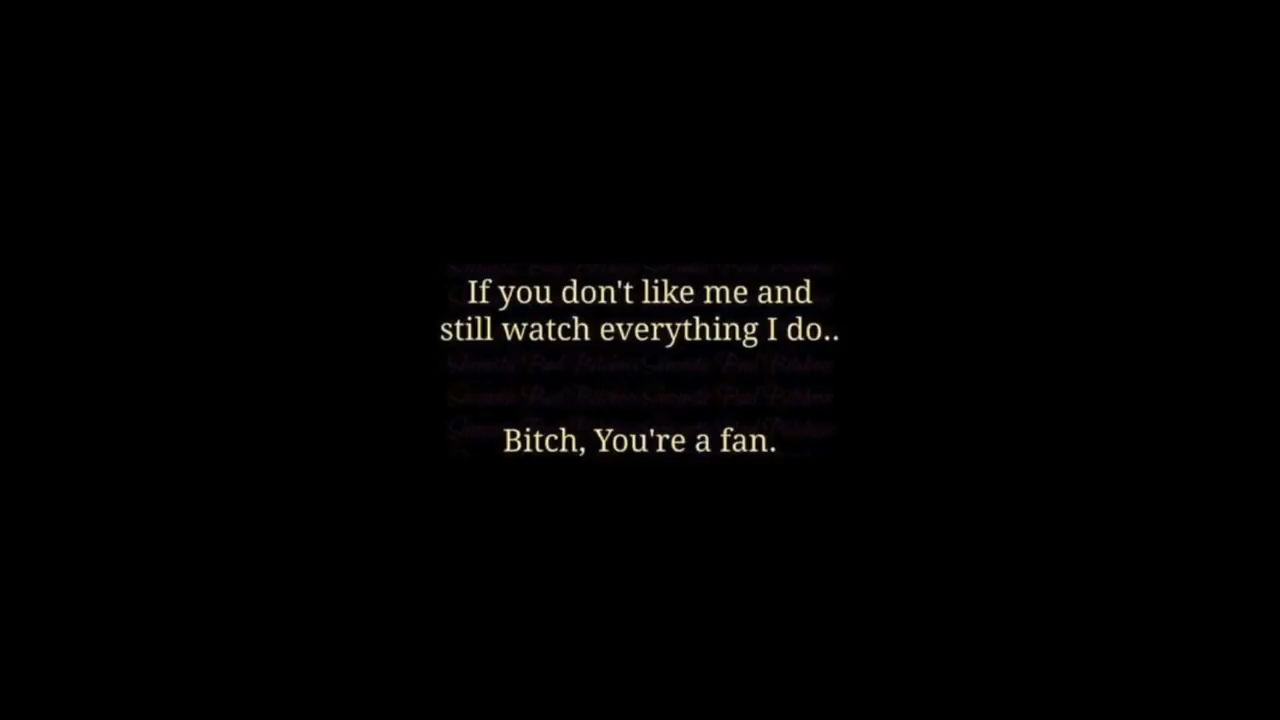 If you don't like me and
still watch everything I do..
Bitch, You're a fan.